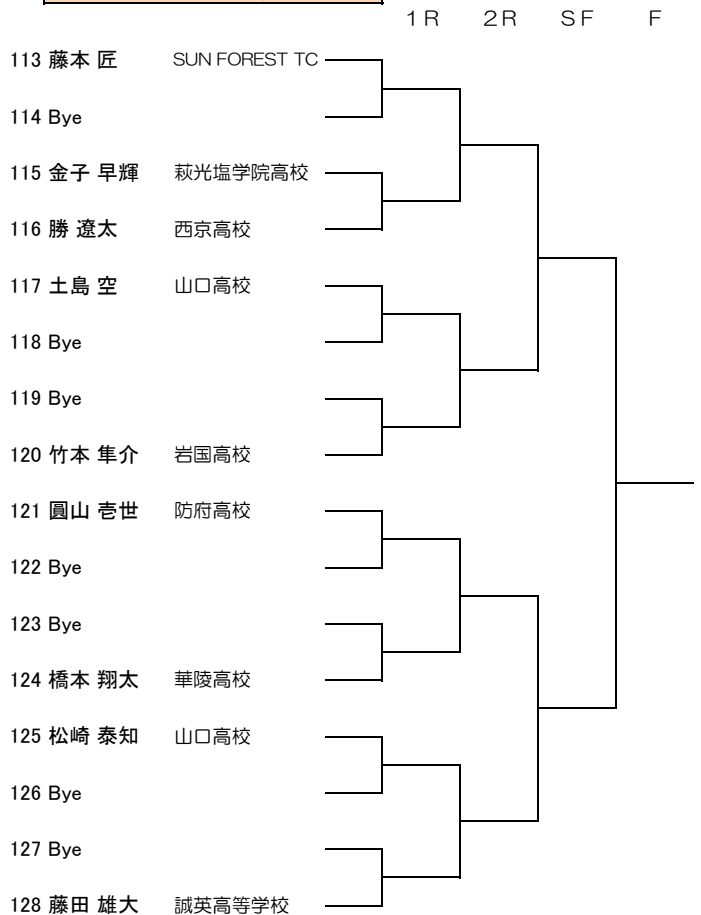 1R 2R SF F
113 藤本 匠 SUN FOREST TC
114 Bye
115 金子 早輝 萩光塩学院高校
116 勝 遼太 西京高校
117 土島 空 山口高校
118 Bye
119 Bye
120 竹本 隼介 岩国高校
121 圓山 壱世 防府高校
122 Bye
123 Bye
124 橋本 翔太 華陵高校
125 松崎 泰知 山口高校
126 Bye
127 Bye
128 藤田 雄大 誠英高等学校